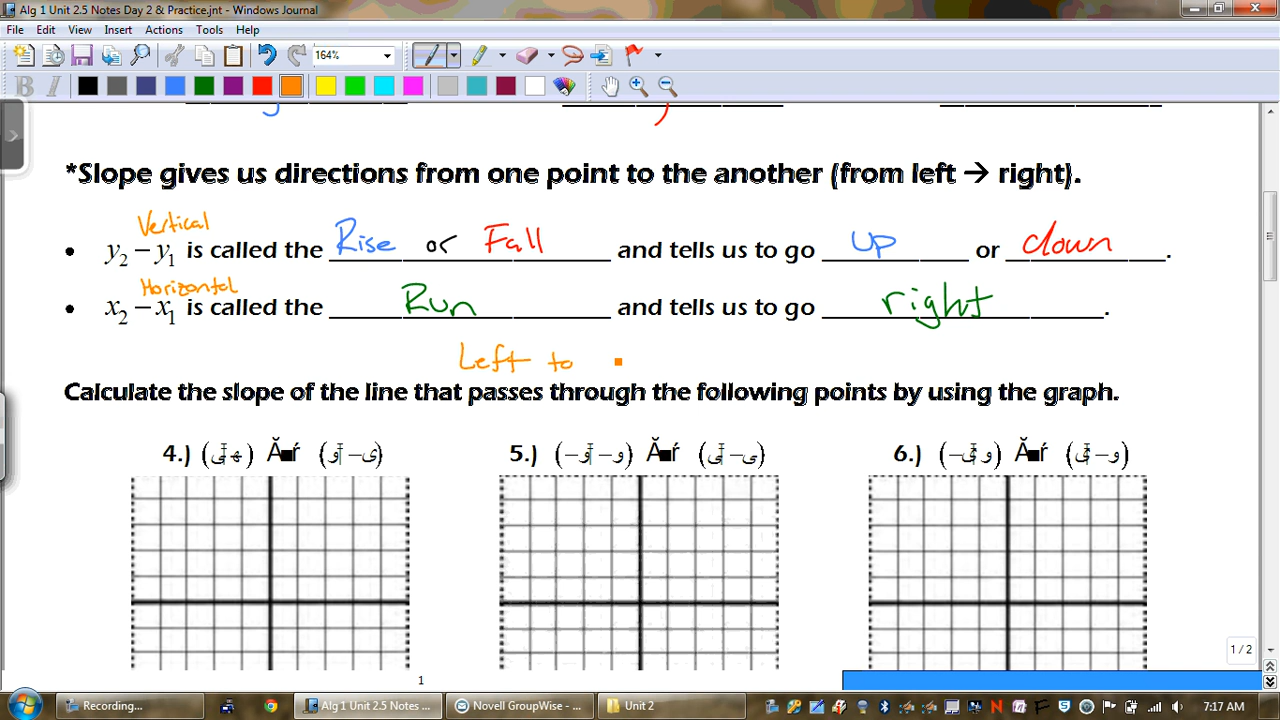 Alg 1 Unit 2.5 Notes Day 2 & Practice.jnt - Windows Journal
File Edit View Insert Actions Tools Help
164%
*Slope gives us directions from one point to the another (from left → right).
Vertical
• y₂ − y₁ is called the Rise or Fall and tells us to go up or down.
Horizontal
• x₂ − x₁ is called the Run and tells us to go right.
Left to
Calculate the slope of the line that passes through the following points by using the graph.
4.) 5.) 6.)
1 / 2
1
Recording... Alg 1 Unit 2.5 Notes ... Novell GroupWise - ... Unit 2 7:17 AM